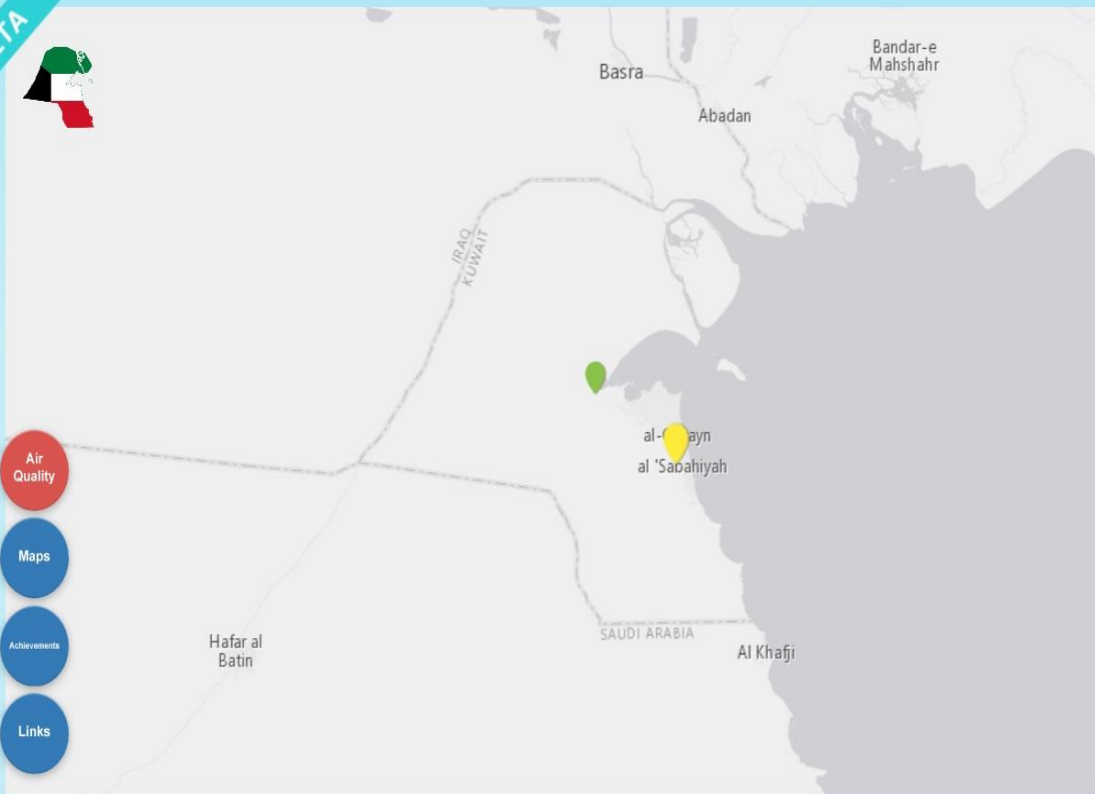 Basra
Bandar-e
Mahshahr
Abadan
IRAQ
KUWAIT
al 'Sabahiyah
Air
Quality
Maps
Achievements
Links
Hafar al
Batin
SAUDI ARABIA
Al Khafji